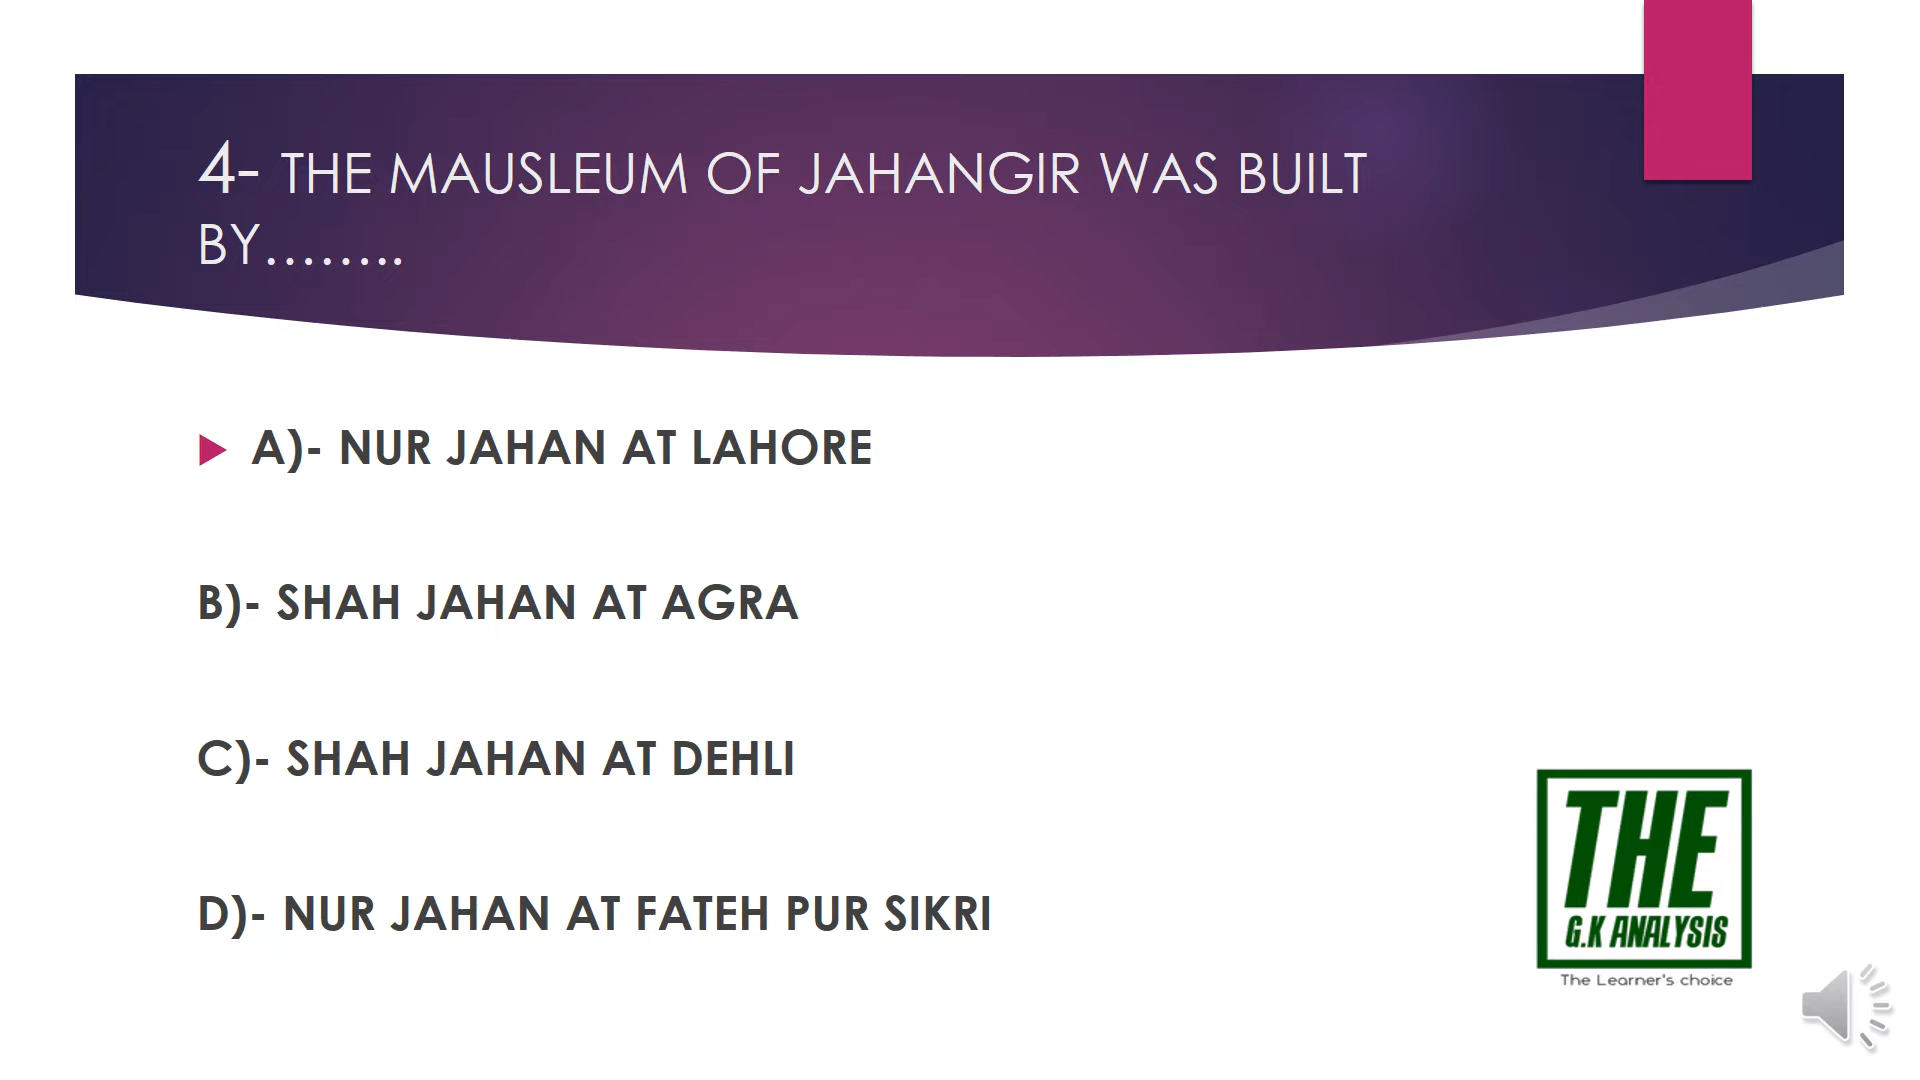 4- THE MAUSLEUM OF JAHANGIR WAS BUILT
BY........
A)- NUR JAHAN AT LAHORE
B)- SHAH JAHAN AT AGRA
C)- SHAH JAHAN AT DEHLI
D)- NUR JAHAN AT FATEH PUR SIKRI
THE
G.K ANALYSIS
The Learner's choice